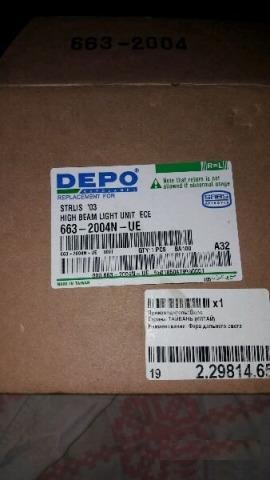 663-2004
R=L
DEPO
AUTOLAMP
REPLACEMENT FOR
Note that return is not
allowed if abnormal usage
STRLIS '03
HIGH BEAM LIGHT UNIT ECE
663-2004N-UE
QTY:1 PCS
A32
MADE IN TAIWAN
x1
Производитель: Depo
Страна: ТАЙВАНЬ (КИТАЙ)
Наименование: Фара дальнего света
19
2.29814.65